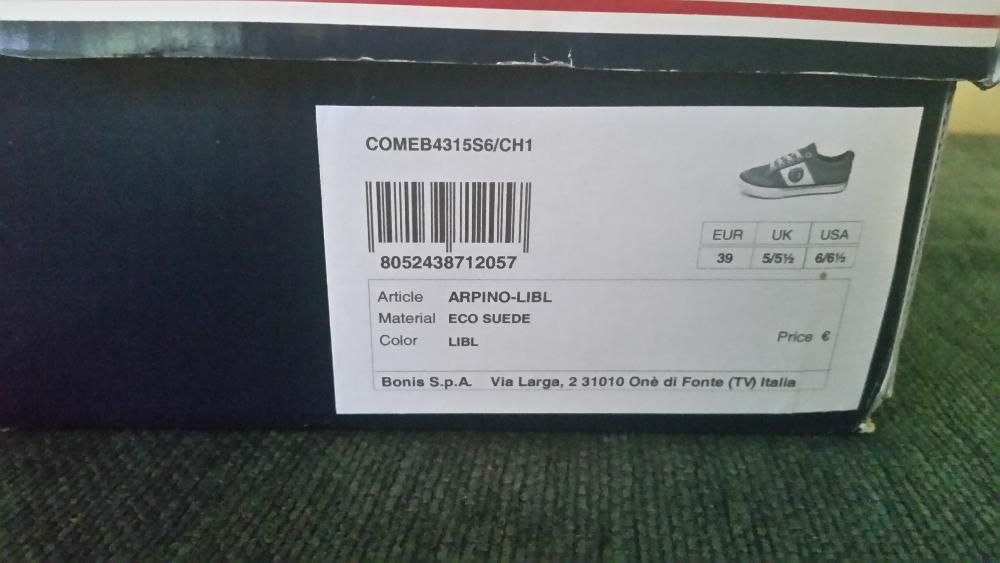 COMEB4315S6/CH1
8052438712057
EUR UK USA
39 5/5½ 6/6½
Article ARPINO-LIBL
Material ECO SUEDE
Color LIBL
Price €
Bonis S.p.A. Via Larga, 2 31010 Onè di Fonte (TV) Italia